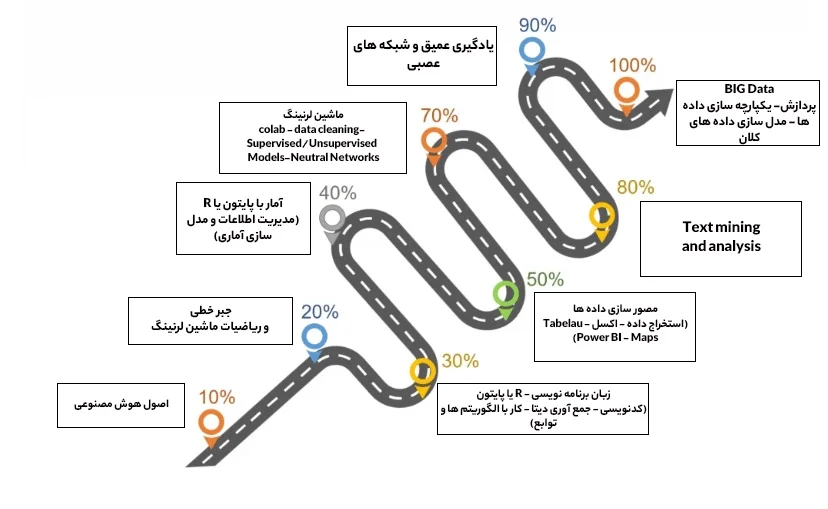 90%
یادگیری عمیق و شبکه های
عصبی
100%
BIG Data
پردازش- یکپارچه سازی داده
ها - مدل سازی داده های
کلان
70%
ماشین لرنینگ
colab - data cleaning-
Supervised/Unsupervised
Models-Neutral Networks
80%
Text mining
and analysis
40%
آمار با پایتون یا R
(مدیریت اطلاعات و مدل
سازی آماری)
50%
مصور سازی داده ها
(استخراج داده - اکسل - Tabelau
Power BI - Maps)
20%
جبر خطی
و ریاضیات ماشین لرنینگ
30%
زبان برنامه نویسی - R یا پایتون
(کدنویسی - جمع آوری دیتا - کار با الگوریتم ها و
توابع)
10%
اصول هوش مصنوعی